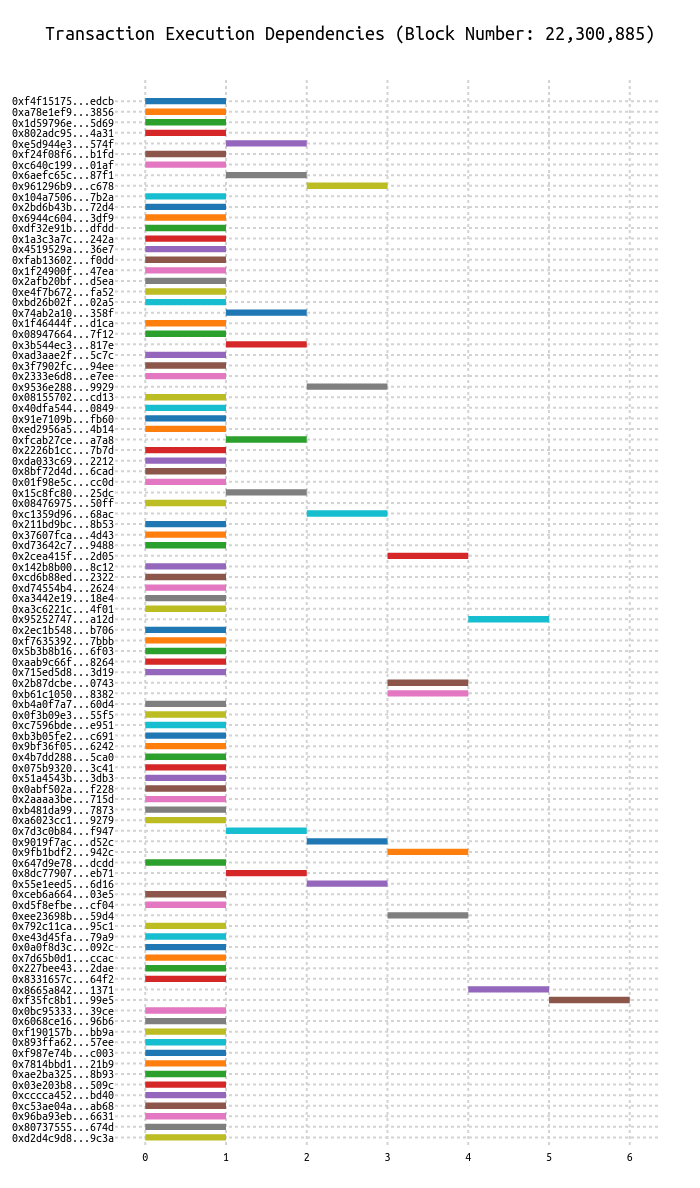 Transaction Execution Dependencies (Block Number: 22,300,885)
0xf4f15175...edcb
0xa78e1ef9...3856
0x1d59796e...5d69
0x802adc95...4a31
0xe5d944e3...574f
0xf24f08f6...b1fd
0xc640c199...01af
0x6aefc65c...87f1
0x961296b9...c678
0x104a7506...7b2a
0x2bd6b43b...72d4
0x6944c604...3df9
0xdf32e91b...dfdd
0x1a3c3a7c...242a
0x4519529a...36e7
0xfab13602...f0dd
0x1f24900f...47ea
0x2afb20bf...d5ea
0xe4f7b672...fa52
0xbd26b02f...02a5
0x74ab2a10...358f
0x1f46444f...d1ca
0x08947664...7f12
0x3b544ec3...817e
0xad3aae2f...5c7c
0x3f7902fc...94ee
0x2333e6d8...e7ee
0x9536e288...9929
0x08155702...cd13
0x40dfa544...0849
0x91e7109b...fb60
0xed2956a5...4b14
0xfcab27ce...a7a8
0x2226b1cc...7b7d
0xda033c69...2212
0x8bf72d4d...6cad
0x01f98e5c...cc0d
0x15c8fc80...25dc
0x08476975...50ff
0xc1359d96...68ac
0x211bd9bc...8b53
0x37607fca...4d43
0xd73642c7...9488
0x2cea415f...2d05
0x142b8b00...8c12
0xcd6b88ed...2322
0xd74554b4...2624
0xa3442e19...18e4
0xa3c6221c...4f01
0x95252747...a12d
0x2ec1b548...b706
0xf7635392...7bbb
0x5b3b8b16...6f03
0xaab9c66f...8264
0x715ed5d8...3d19
0x2b87dcbe...0743
0xb61c1050...8382
0xb4a0f7a7...60d4
0x0f3b09e3...55f5
0xc7596bde...e951
0xb3b05fe2...c691
0x9bf36f05...6242
0x4b7dd288...5ca0
0x075b9320...3c41
0x51a4543b...3db3
0x0abf502a...f228
0x2aaaa3be...715d
0xb481da99...7873
0xa6023cc1...9279
0x7d3c0b84...f947
0x9019f7ac...d52c
0x9fb1bdf2...942c
0x647d9e78...dcdd
0x8dc77907...eb71
0x55e1eed5...6d16
0xceb6a664...03e5
0xd5f8efbe...cf04
0xee23698b...59d4
0x792c11ca...95c1
0xe43d45fa...79a9
0x0a0f8d3c...092c
0x7d65b0d1...ccac
0x227bee43...2dae
0x8331657c...64f2
0x8665a842...1371
0xf35fc8b1...99e5
0x0bc95333...39ce
0x6068ce16...96b6
0xf190157b...bb9a
0x893ffa62...57ee
0xf987e74b...c003
0x7814bbd1...21b9
0xae2ba325...8b93
0x03e203b8...509c
0xcccca452...bd40
0xc53ae04a...ab68
0x96ba93eb...6631
0x80737555...674d
0xd2d4c9d8...9c3a
0 1 2 3 4 5 6